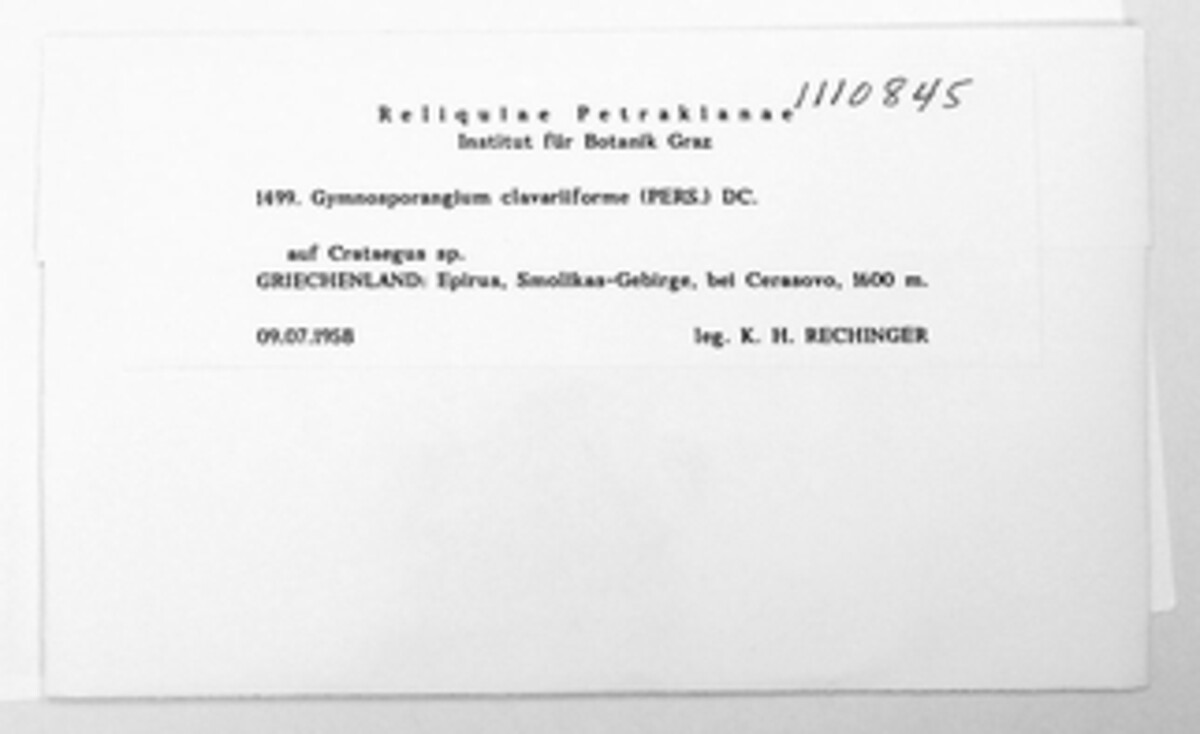 1110845
Reliquiae Petrakianae
Institut für Botanik Graz
1499. Gymnosporangium clavariiforme (PERS.) DC.
auf Crataegus sp.
GRIECHENLAND: Epirus, Smolikas-Gebirge, bei Cerasovo, 1600 m.
09.07.1958 leg. K. H. RECHINGER